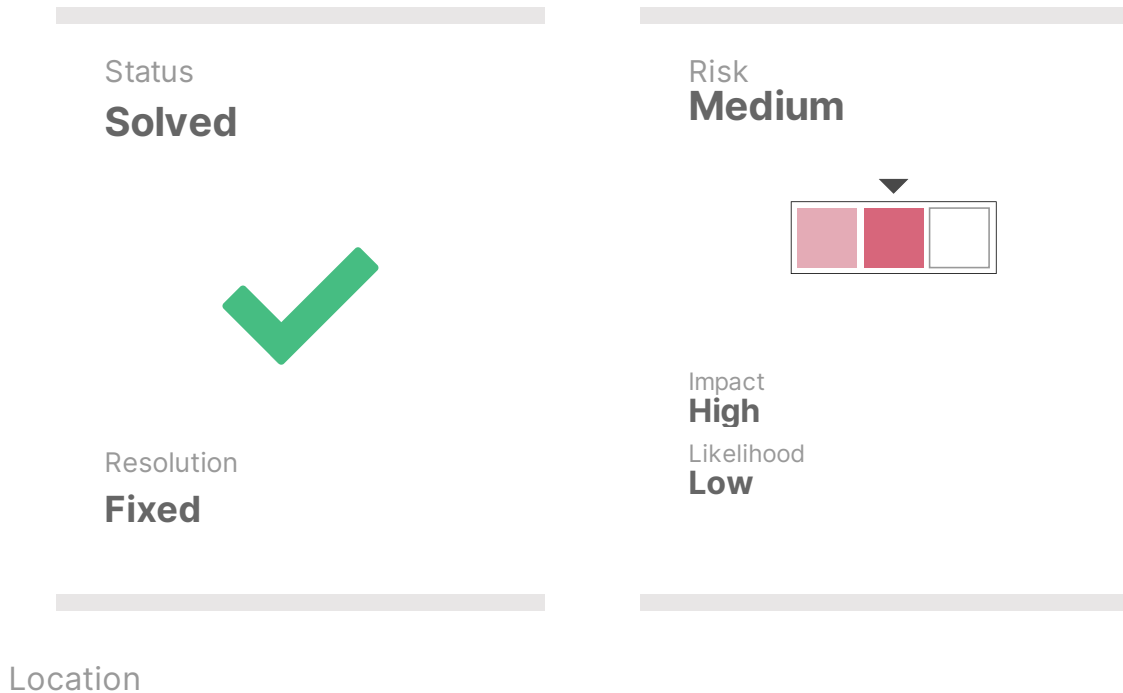 Status
Solved
Resolution
Fixed
Risk
Medium
Impact
High
Likelihood
Low
Location